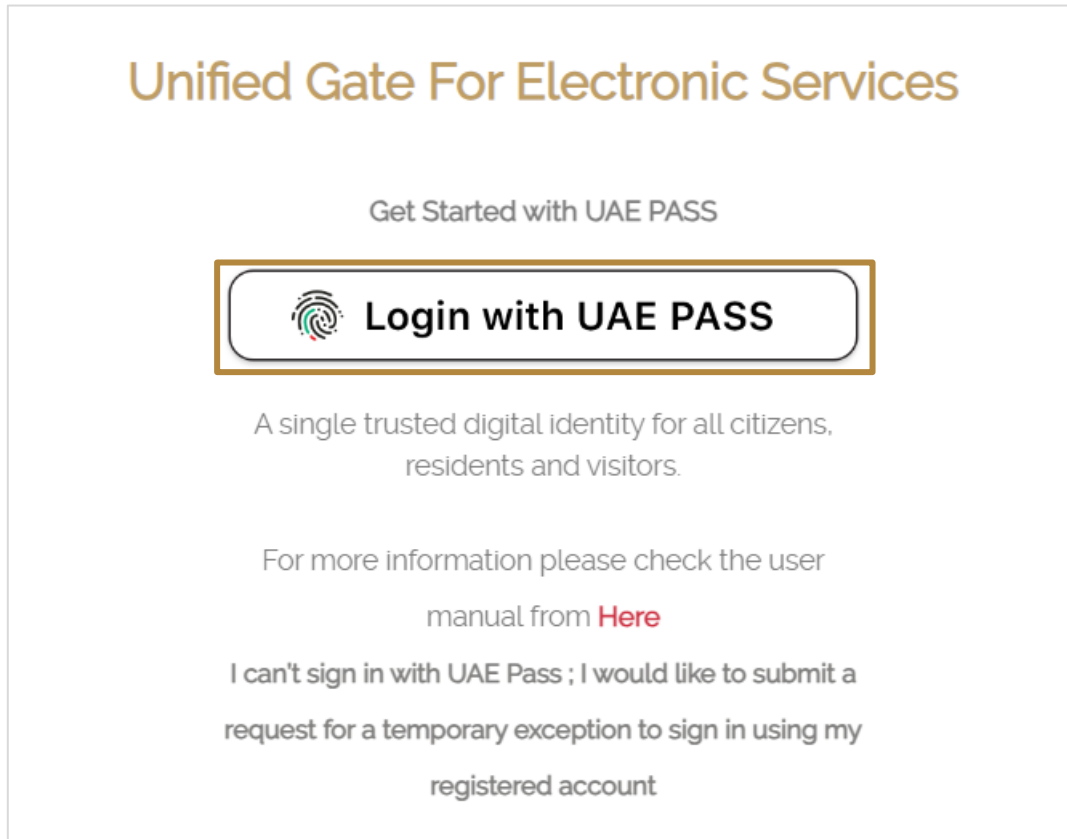 Unified Gate For Electronic Services
Get Started with UAE PASS
Login with UAE PASS
A single trusted digital identity for all citizens,
residents and visitors.
For more information please check the user
manual from Here
I can't sign in with UAE Pass ; I would like to submit a
request for a temporary exception to sign in using my
registered account